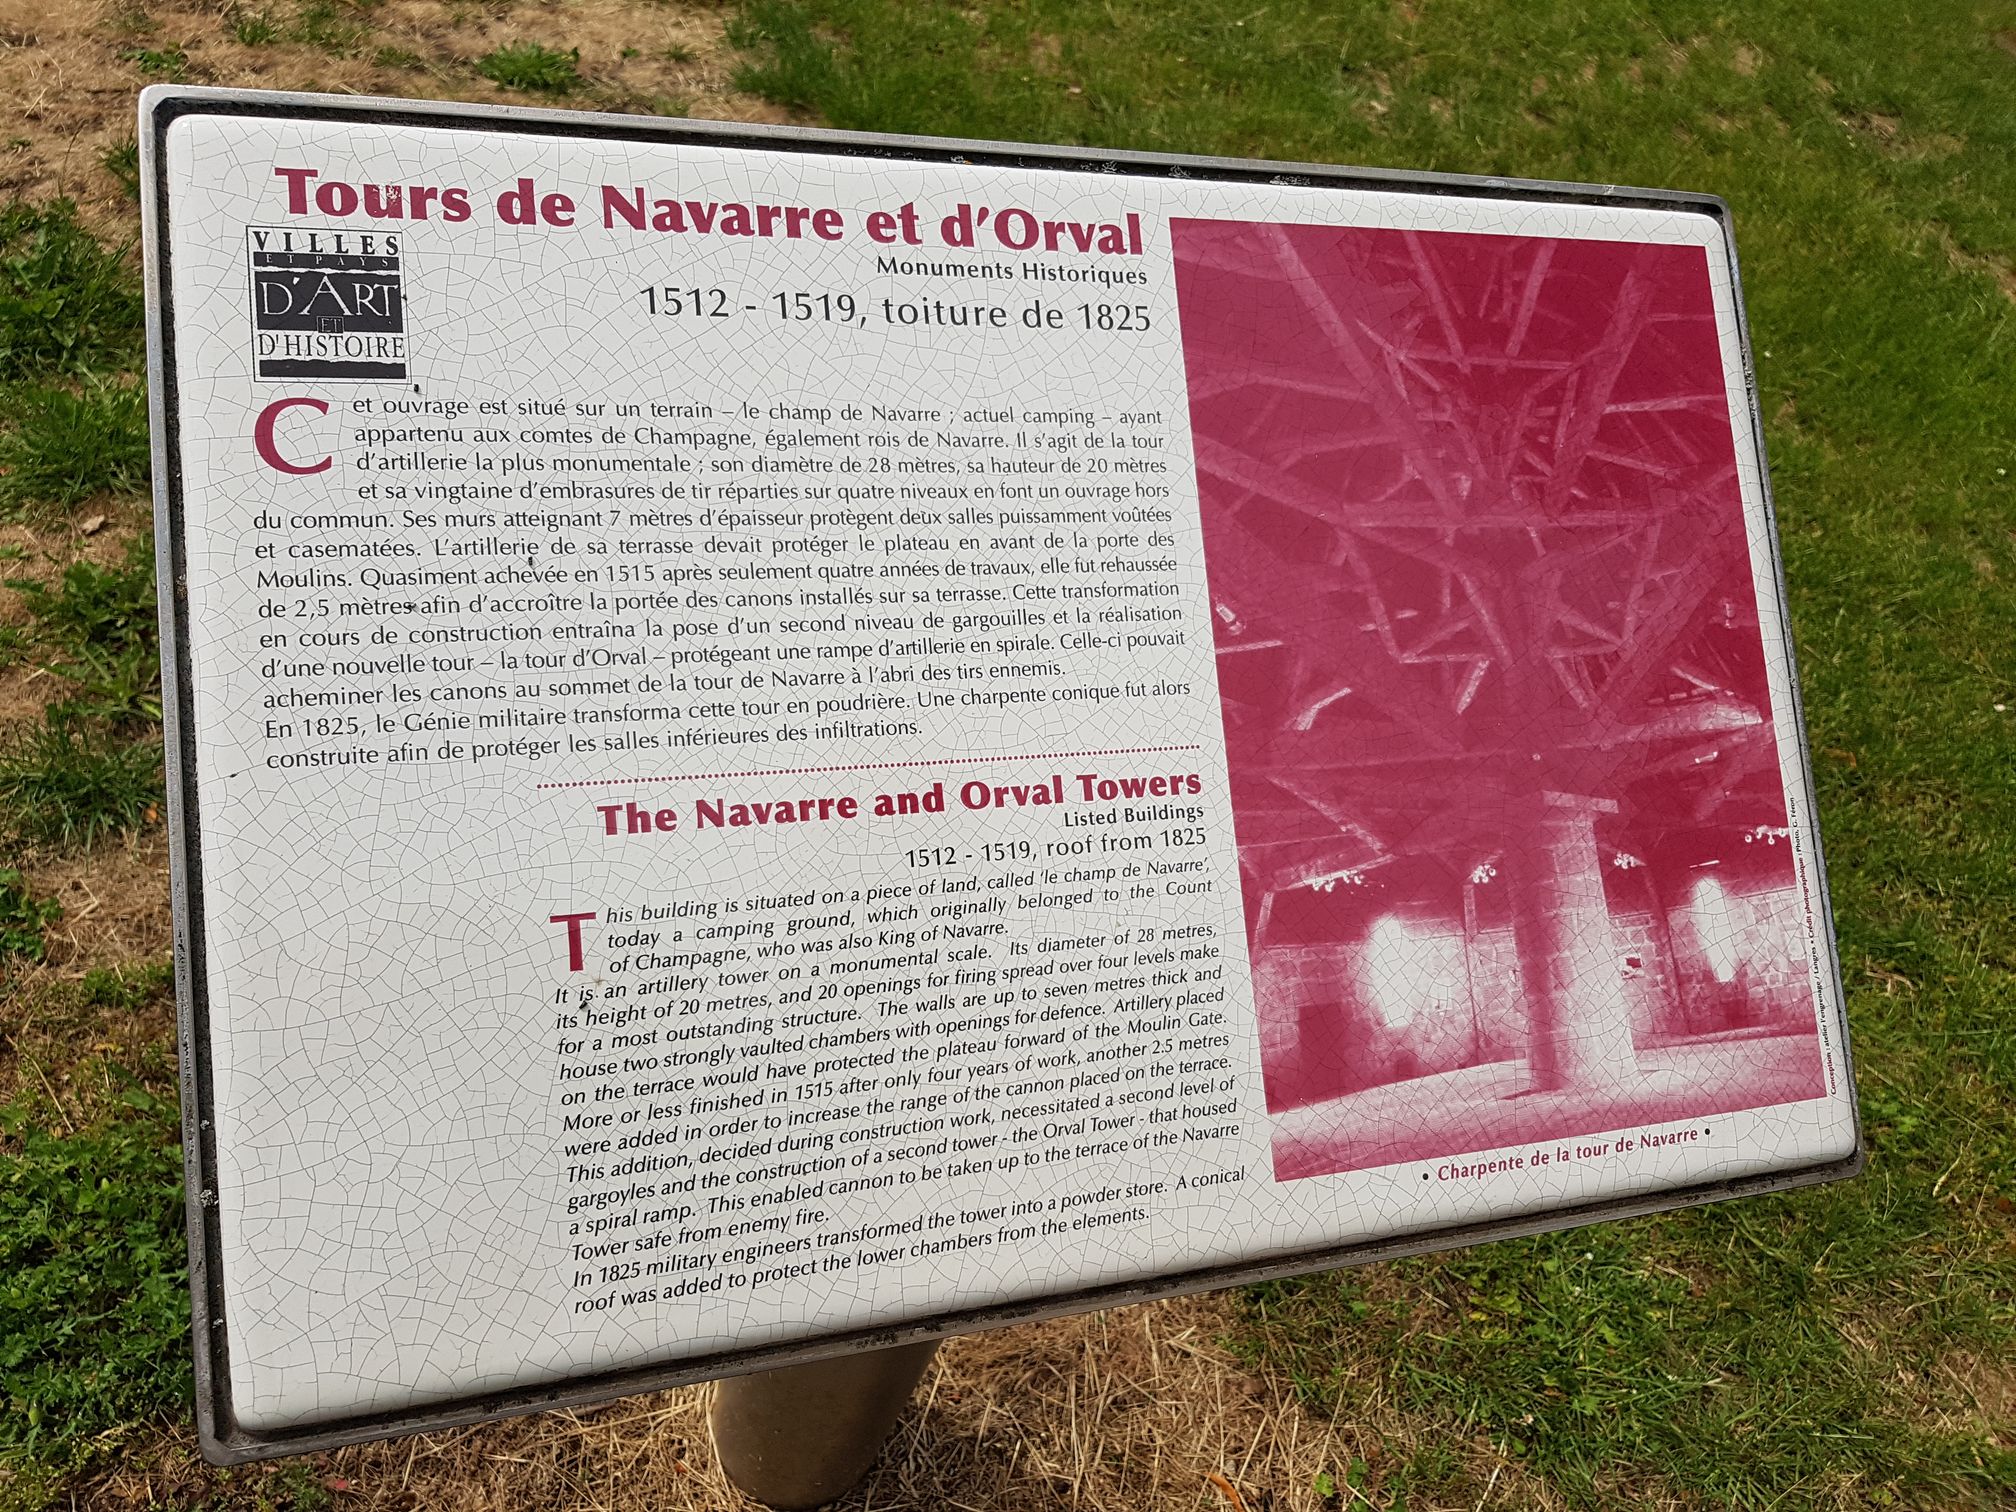 Tours de Navarre et d'Orval
Monuments Historiques
1512 - 1519, toiture de 1825
VILLES
ET PAYS
D'ART
ET
D'HISTOIRE
Cet ouvrage est situé sur un terrain – le champ de Navarre ; actuel camping – ayant
appartenu aux comtes de Champagne, également rois de Navarre. Il s'agit de la tour
d'artillerie la plus monumentale ; son diamètre de 28 mètres, sa hauteur de 20 mètres
et sa vingtaine d'embrasures de tir réparties sur quatre niveaux en font un ouvrage hors
du commun. Ses murs atteignant 7 mètres d'épaisseur protègent deux salles puissamment voûtées
et casematées. L'artillerie de sa terrasse devait protéger le plateau en avant de la porte des
Moulins. Quasiment achevée en 1515 après seulement quatre années de travaux, elle fut rehaussée
de 2,5 mètres afin d'accroître la portée des canons installés sur sa terrasse. Cette transformation
en cours de construction entraîna la pose d'un second niveau de gargouilles et la réalisation
d'une nouvelle tour – la tour d'Orval – protégeant une rampe d'artillerie en spirale. Celle-ci pouvait
acheminer les canons au sommet de la tour de Navarre à l'abri des tirs ennemis.
En 1825, le Génie militaire transforma cette tour en poudrière. Une charpente conique fut alors
construite afin de protéger les salles inférieures des infiltrations.
The Navarre and Orval Towers
Listed Buildings
1512 - 1519, roof from 1825
This building is situated on a piece of land, called 'le champ de Navarre',
today a camping ground, which originally belonged to the Count
of Champagne, who was also King of Navarre.
It is an artillery tower on a monumental scale. Its diameter of 28 metres,
its height of 20 metres, and 20 openings for firing spread over four levels make
for a most outstanding structure. The walls are up to seven metres thick and
house two strongly vaulted chambers with openings for defence. Artillery placed
on the terrace would have protected the plateau forward of the Moulin Gate.
More or less finished in 1515 after only four years of work, another 2.5 metres
were added in order to increase the range of the cannon placed on the terrace.
This addition, decided during construction work, necessitated a second level of
gargoyles and the construction of a second tower - the Orval Tower - that housed
a spiral ramp. This enabled cannon to be taken up to the terrace of the Navarre
Tower safe from enemy fire.
In 1825 military engineers transformed the tower into a powder store. A conical
roof was added to protect the lower chambers from the elements.
• Charpente de la tour de Navarre •
Conception : atelier l'engrenage / Langres • Crédit photographique : Photo, G. Féron